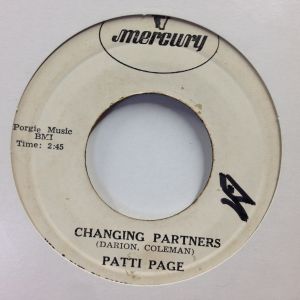 mercury
Porgie Music
BMI
Time: 2:45
CHANGING PARTNERS
(DARION, COLEMAN)
PATTI PAGE